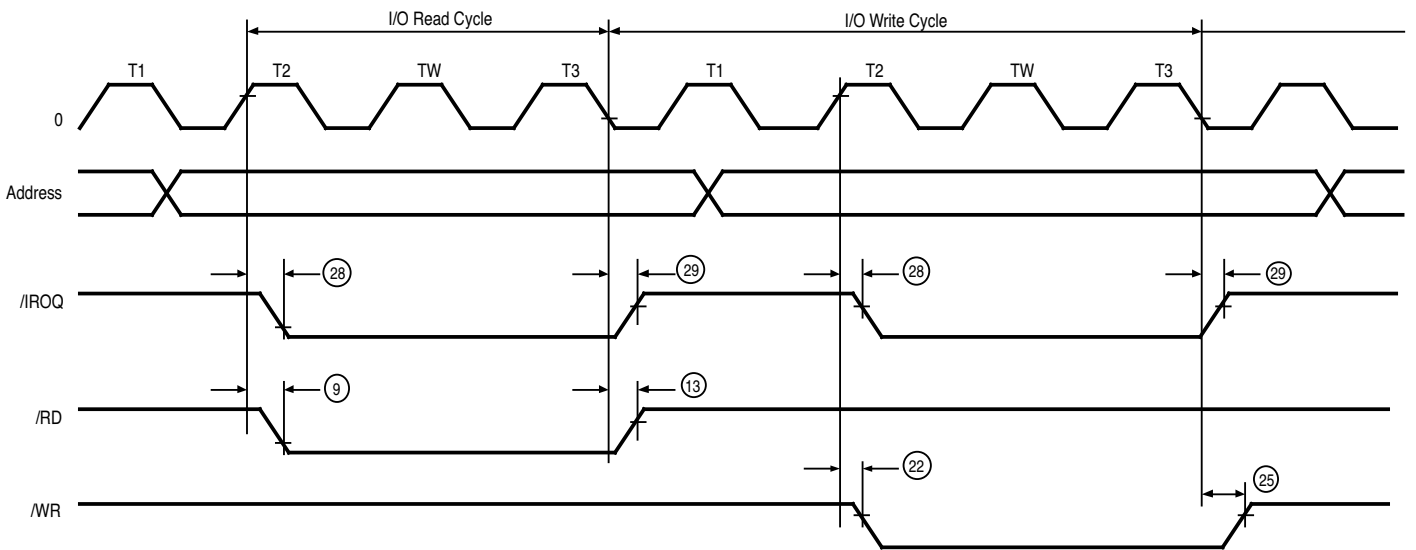 I/O Read Cycle I/O Write Cycle
T1 T2 TW T3 T1 T2 TW T3
0
Address
28 29 28 29
/IROQ
9 13
/RD
22 25
/WR